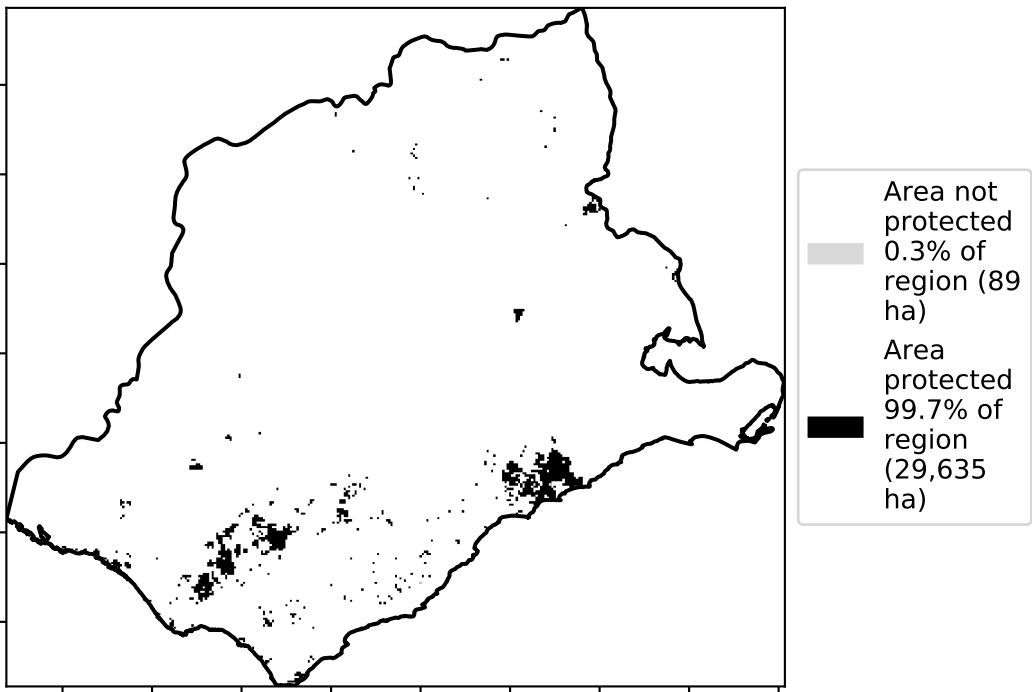 Area not
protected
0.3% of
region (89
ha)
Area
protected
99.7% of
region
(29,635
ha)